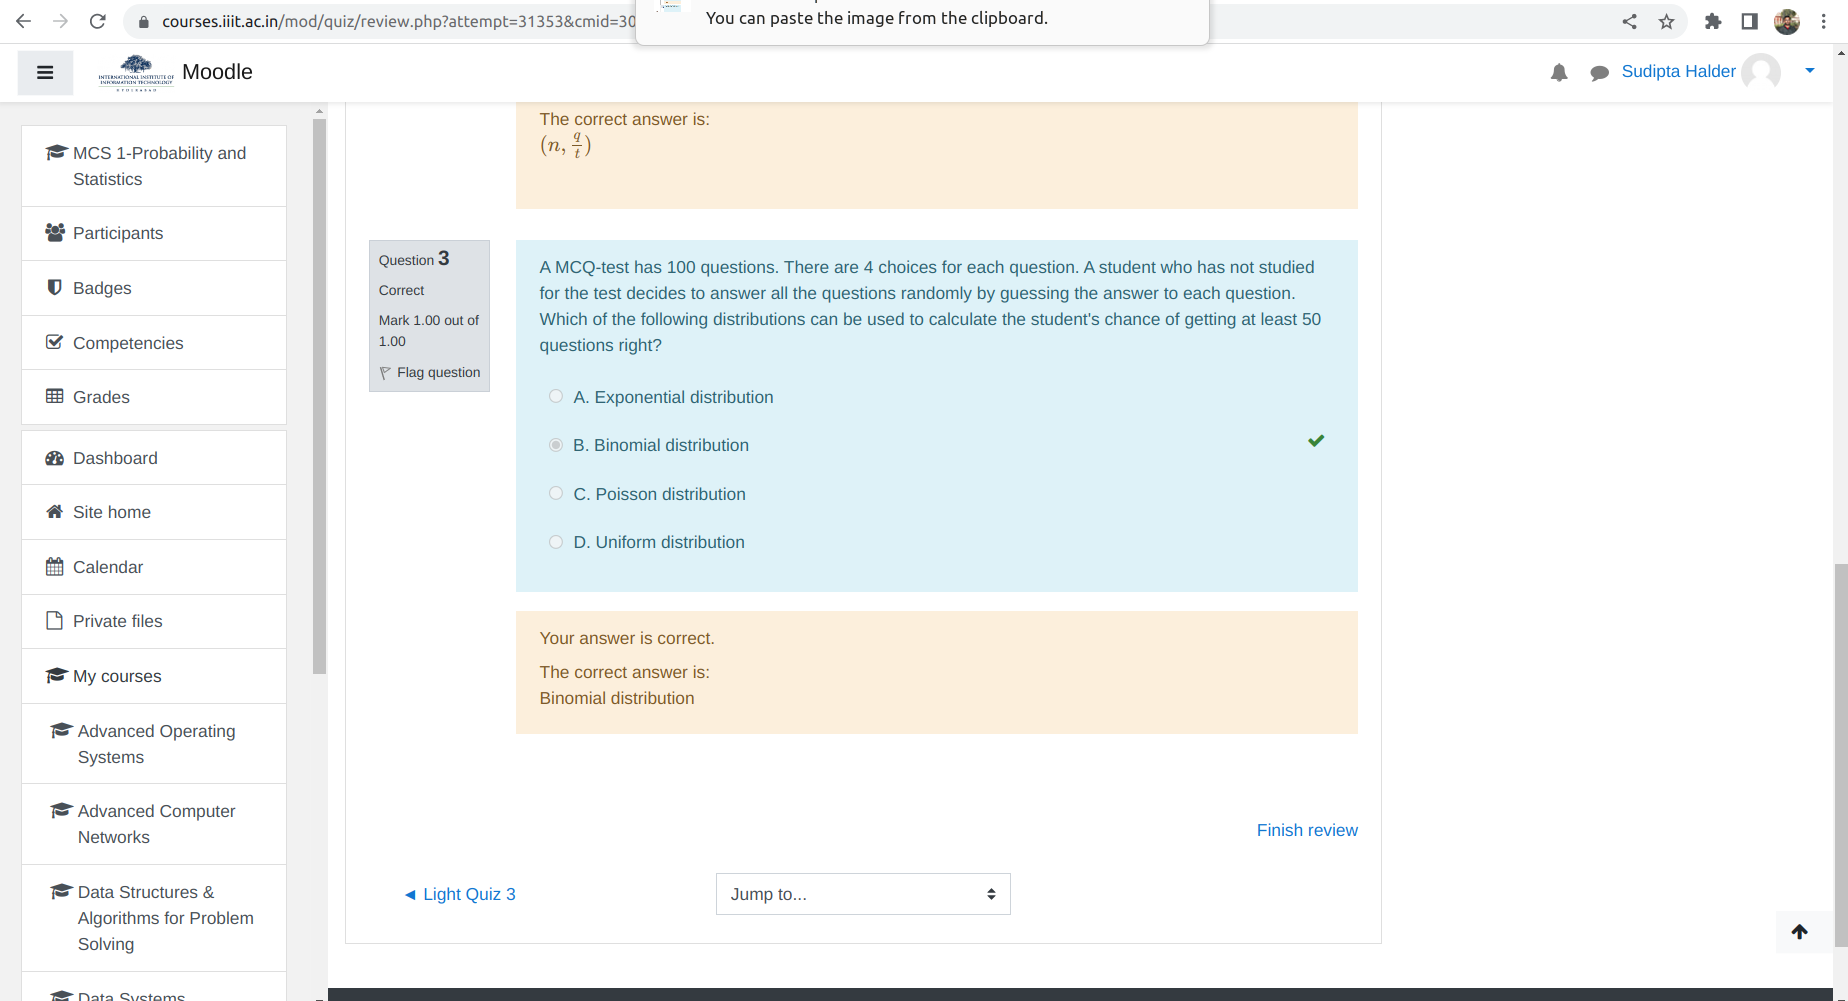 courses.iiit.ac.in/mod/quiz/review.php?attempt=31353&cmid=30
You can paste the image from the clipboard.
INTERNATIONAL INSTITUTE OF
INFORMATION TECHNOLOGY
HYDERABAD
Moodle
Sudipta Halder
MCS 1-Probability and
Statistics
Participants
Badges
Competencies
Grades
Dashboard
Site home
Calendar
Private files
My courses
Advanced Operating
Systems
Advanced Computer
Networks
Data Structures &
Algorithms for Problem
Solving
Data Systems
The correct answer is:
(n, q/t)
Question 3
Correct
Mark 1.00 out of
1.00
Flag question
A MCQ-test has 100 questions. There are 4 choices for each question. A student who has not studied
for the test decides to answer all the questions randomly by guessing the answer to each question.
Which of the following distributions can be used to calculate the student's chance of getting at least 50
questions right?
A. Exponential distribution
B. Binomial distribution
C. Poisson distribution
D. Uniform distribution
Your answer is correct.
The correct answer is:
Binomial distribution
Finish review
◄ Light Quiz 3
Jump to...